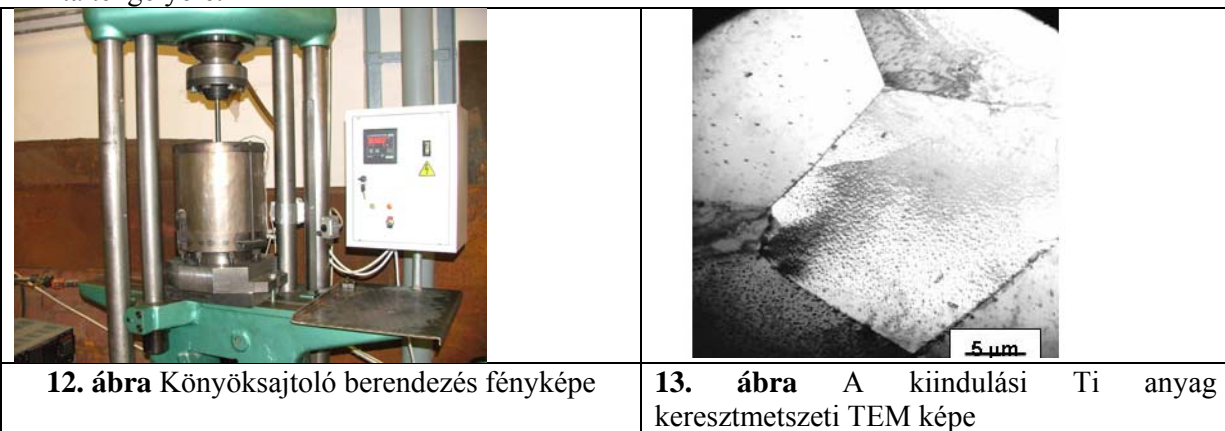 5 µm
12. ábra Könyöksajtoló berendezés fényképe
13. ábra A kiindulási Ti anyag
keresztmetszeti TEM képe